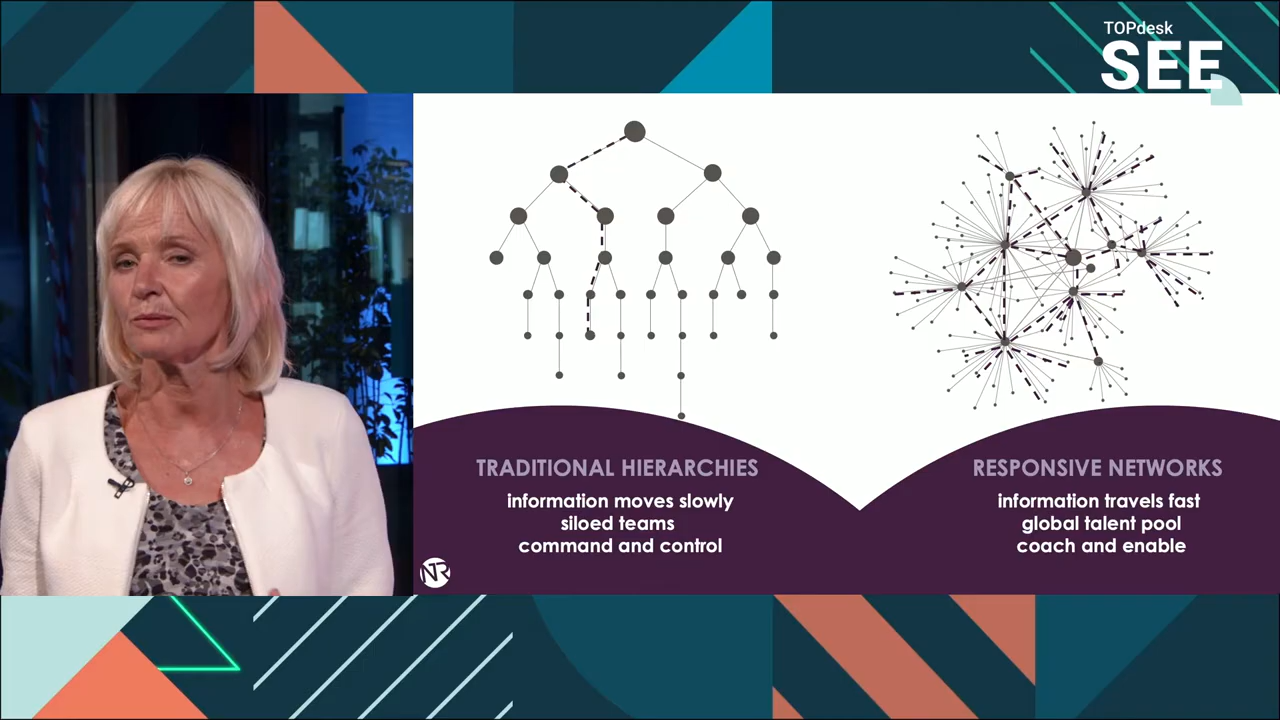 TOPdesk
SEE
TRADITIONAL HIERARCHIES
information moves slowly
siloed teams
command and control
RESPONSIVE NETWORKS
information travels fast
global talent pool
coach and enable
NTR